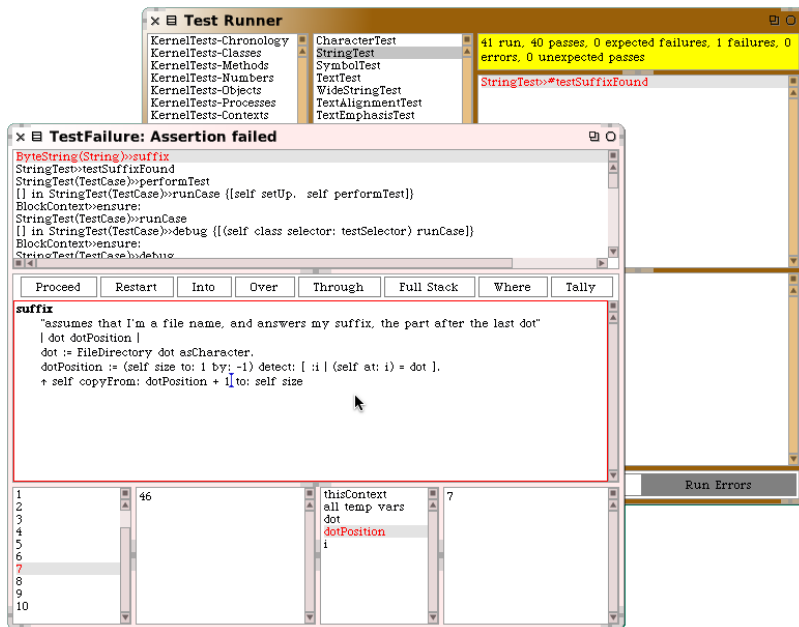 Test Runner
KernelTests-Chronology
KernelTests-Classes
KernelTests-Methods
KernelTests-Numbers
KernelTests-Objects
KernelTests-Processes
KernelTests-Contexts
CharacterTest
StringTest
SymbolTest
TextTest
WideStringTest
TextAlignmentTest
TextEmphasisTest
41 run, 40 passes, 0 expected failures, 1 failures, 0
errors, 0 unexpected passes
StringTest>>#testSuffixFound
TestFailure: Assertion failed
ByteString(String)>>suffix
StringTest>>testSuffixFound
StringTest(TestCase)>>performTest
[] in StringTest(TestCase)>>runCase {[self setUp. self performTest]}
BlockContext>>ensure:
StringTest(TestCase)>>runCase
[] in StringTest(TestCase)>>debug {[(self class selector: testSelector) runCase]}
BlockContext>>ensure:
StringTest(TestCase)>>debug
Proceed Restart Into Over Through Full Stack Where Tally
suffix
"assumes that I'm a file name, and answers my suffix, the part after the last dot"
| dot dotPosition |
dot := FileDirectory dot asCharacter.
dotPosition := (self size to: 1 by: -1) detect: [ :i | (self at: i) = dot ].
↑ self copyFrom: dotPosition + 1 to: self size
1
2
3
4
5
6
7
8
9
10
46
thisContext
all temp vars
dot
dotPosition
i
7
Run Errors